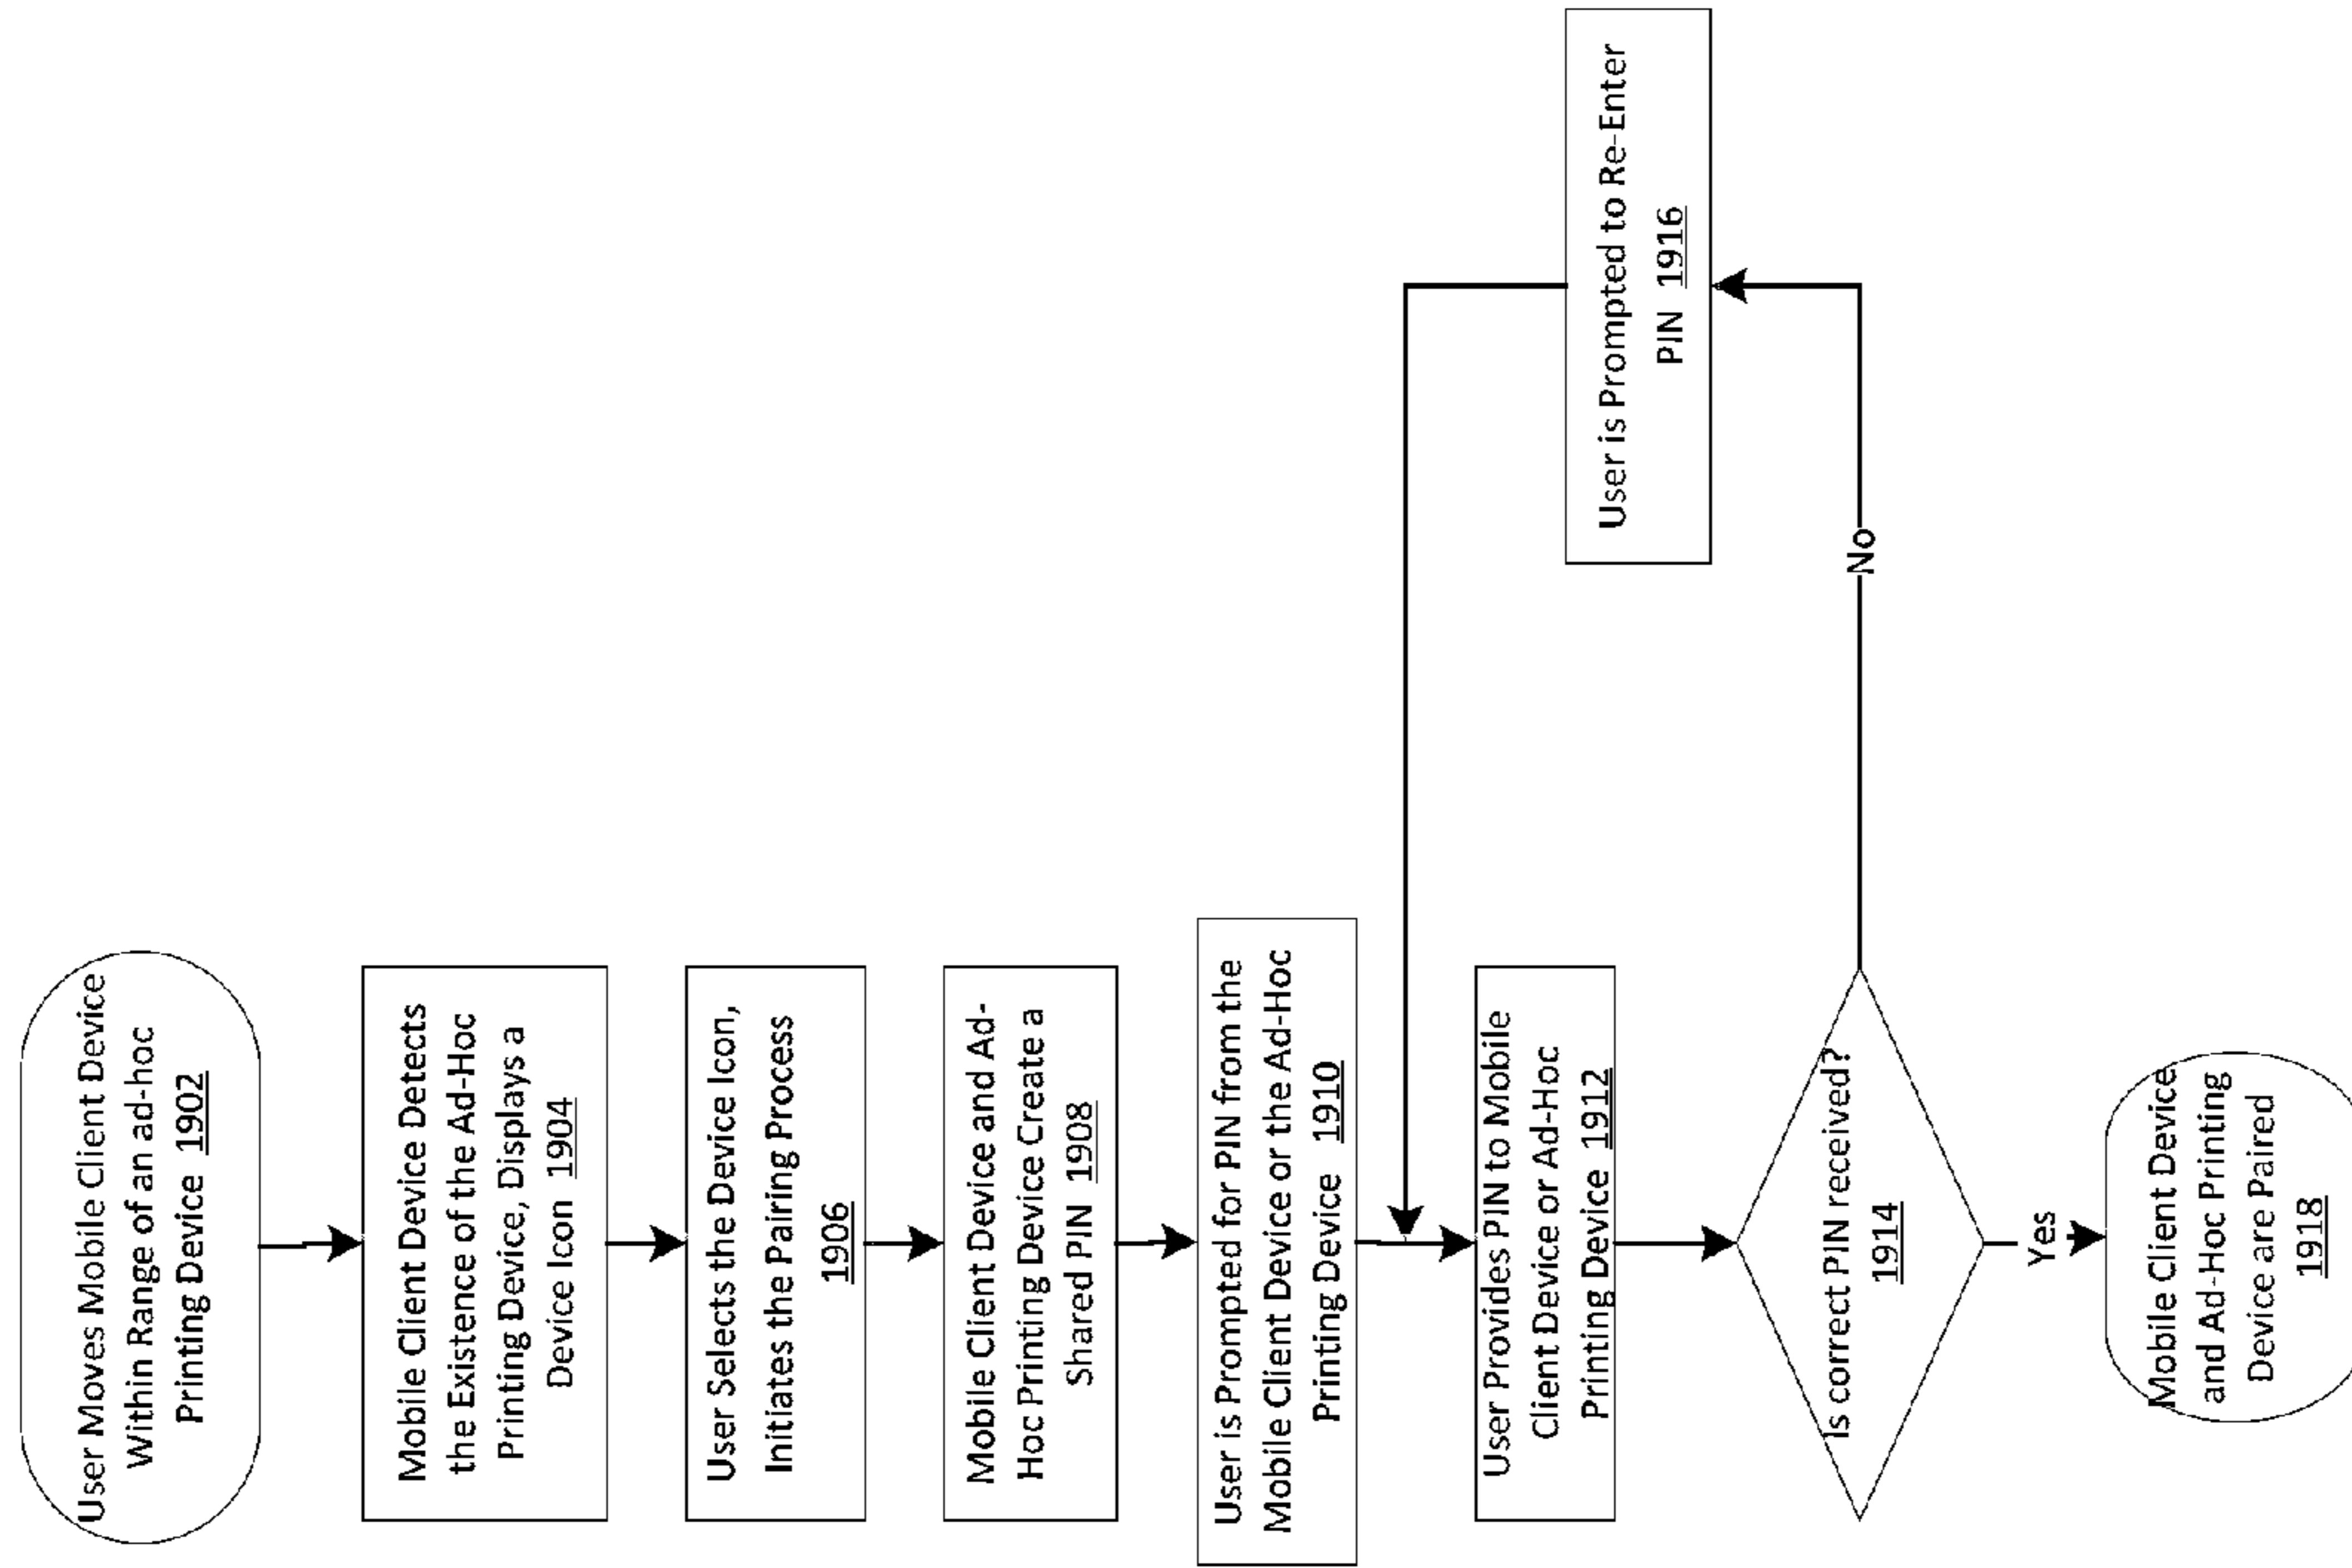 User Moves Mobile Client Device
Within Range of an ad-hoc
Printing Device 1902
Mobile Client Device Detects
the Existence of the Ad-Hoc
Printing Device, Displays a
Device Icon 1904
User Selects the Device Icon,
Initiates the Pairing Process
1906
Mobile Client Device and Ad-
Hoc Printing Device Create a
Shared PIN 1908
User is Prompted for PIN from the
Mobile Client Device or the Ad-Hoc
Printing Device 1910
User Provides PIN to Mobile
Client Device or Ad-Hoc
Printing Device 1912
Is correct PIN received?
1914
No
User is Prompted to Re-Enter
PIN 1916
Yes
Mobile Client Device
and Ad-Hoc Printing
Device are Paired
1918